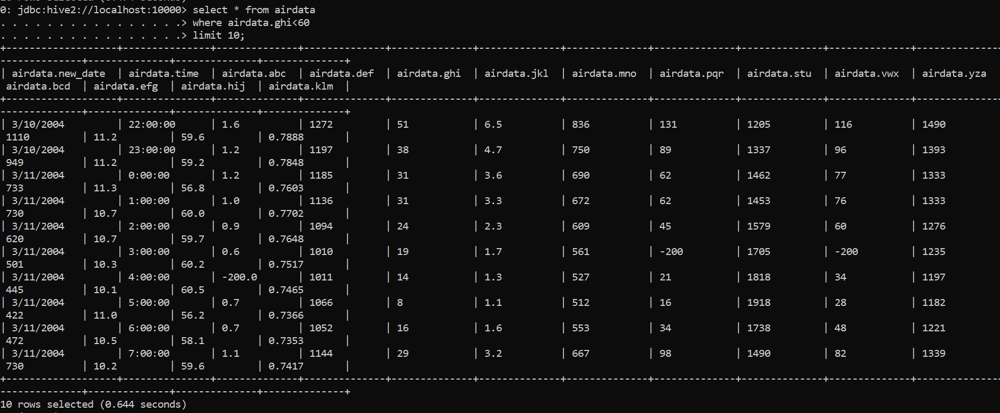 0: jdbc:hive2://localhost:10000> select * from airdata
. . . . . . . . . . . . . . . .> where airdata.ghi<60
. . . . . . . . . . . . . . . .> limit 10;
+-------------------+---------------+--------------+--------------+--------------+--------------+--------------+--------------+--------------+--------------+--------------
--------------+--------------+--------------+--------------+
| airdata.new_date | airdata.time | airdata.abc | airdata.def | airdata.ghi | airdata.jkl | airdata.mno | airdata.pqr | airdata.stu | airdata.vwx | airdata.yza
airdata.bcd | airdata.efg | airdata.hij | airdata.klm |
+-------------------+---------------+--------------+--------------+--------------+--------------+--------------+--------------+--------------+--------------+--------------
--------------+--------------+--------------+--------------+
| 3/10/2004 | 22:00:00 | 1.6 | 1272 | 51 | 6.5 | 836 | 131 | 1205 | 116 | 1490
1110 | 11.2 | 59.6 | 0.7888 |
| 3/10/2004 | 23:00:00 | 1.2 | 1197 | 38 | 4.7 | 750 | 89 | 1337 | 96 | 1393
949 | 11.2 | 59.2 | 0.7848 |
| 3/11/2004 | 0:00:00 | 1.2 | 1185 | 31 | 3.6 | 690 | 62 | 1462 | 77 | 1333
733 | 11.3 | 56.8 | 0.7603 |
| 3/11/2004 | 1:00:00 | 1.0 | 1136 | 31 | 3.3 | 672 | 62 | 1453 | 76 | 1333
730 | 10.7 | 60.0 | 0.7702 |
| 3/11/2004 | 2:00:00 | 0.9 | 1094 | 24 | 2.3 | 609 | 45 | 1579 | 60 | 1276
620 | 10.7 | 59.7 | 0.7648 |
| 3/11/2004 | 3:00:00 | 0.6 | 1010 | 19 | 1.7 | 561 | -200 | 1705 | -200 | 1235
501 | 10.3 | 60.2 | 0.7517 |
| 3/11/2004 | 4:00:00 | -200.0 | 1011 | 14 | 1.3 | 527 | 21 | 1818 | 34 | 1197
445 | 10.1 | 60.5 | 0.7465 |
| 3/11/2004 | 5:00:00 | 0.7 | 1066 | 8 | 1.1 | 512 | 16 | 1918 | 28 | 1182
422 | 11.0 | 56.2 | 0.7366 |
| 3/11/2004 | 6:00:00 | 0.7 | 1052 | 16 | 1.6 | 553 | 34 | 1738 | 48 | 1221
472 | 10.5 | 58.1 | 0.7353 |
| 3/11/2004 | 7:00:00 | 1.1 | 1144 | 29 | 3.2 | 667 | 98 | 1490 | 82 | 1339
730 | 10.2 | 59.6 | 0.7417 |
+-------------------+---------------+--------------+--------------+--------------+--------------+--------------+--------------+--------------+--------------+--------------
--------------+--------------+--------------+--------------+
10 rows selected (0.644 seconds)